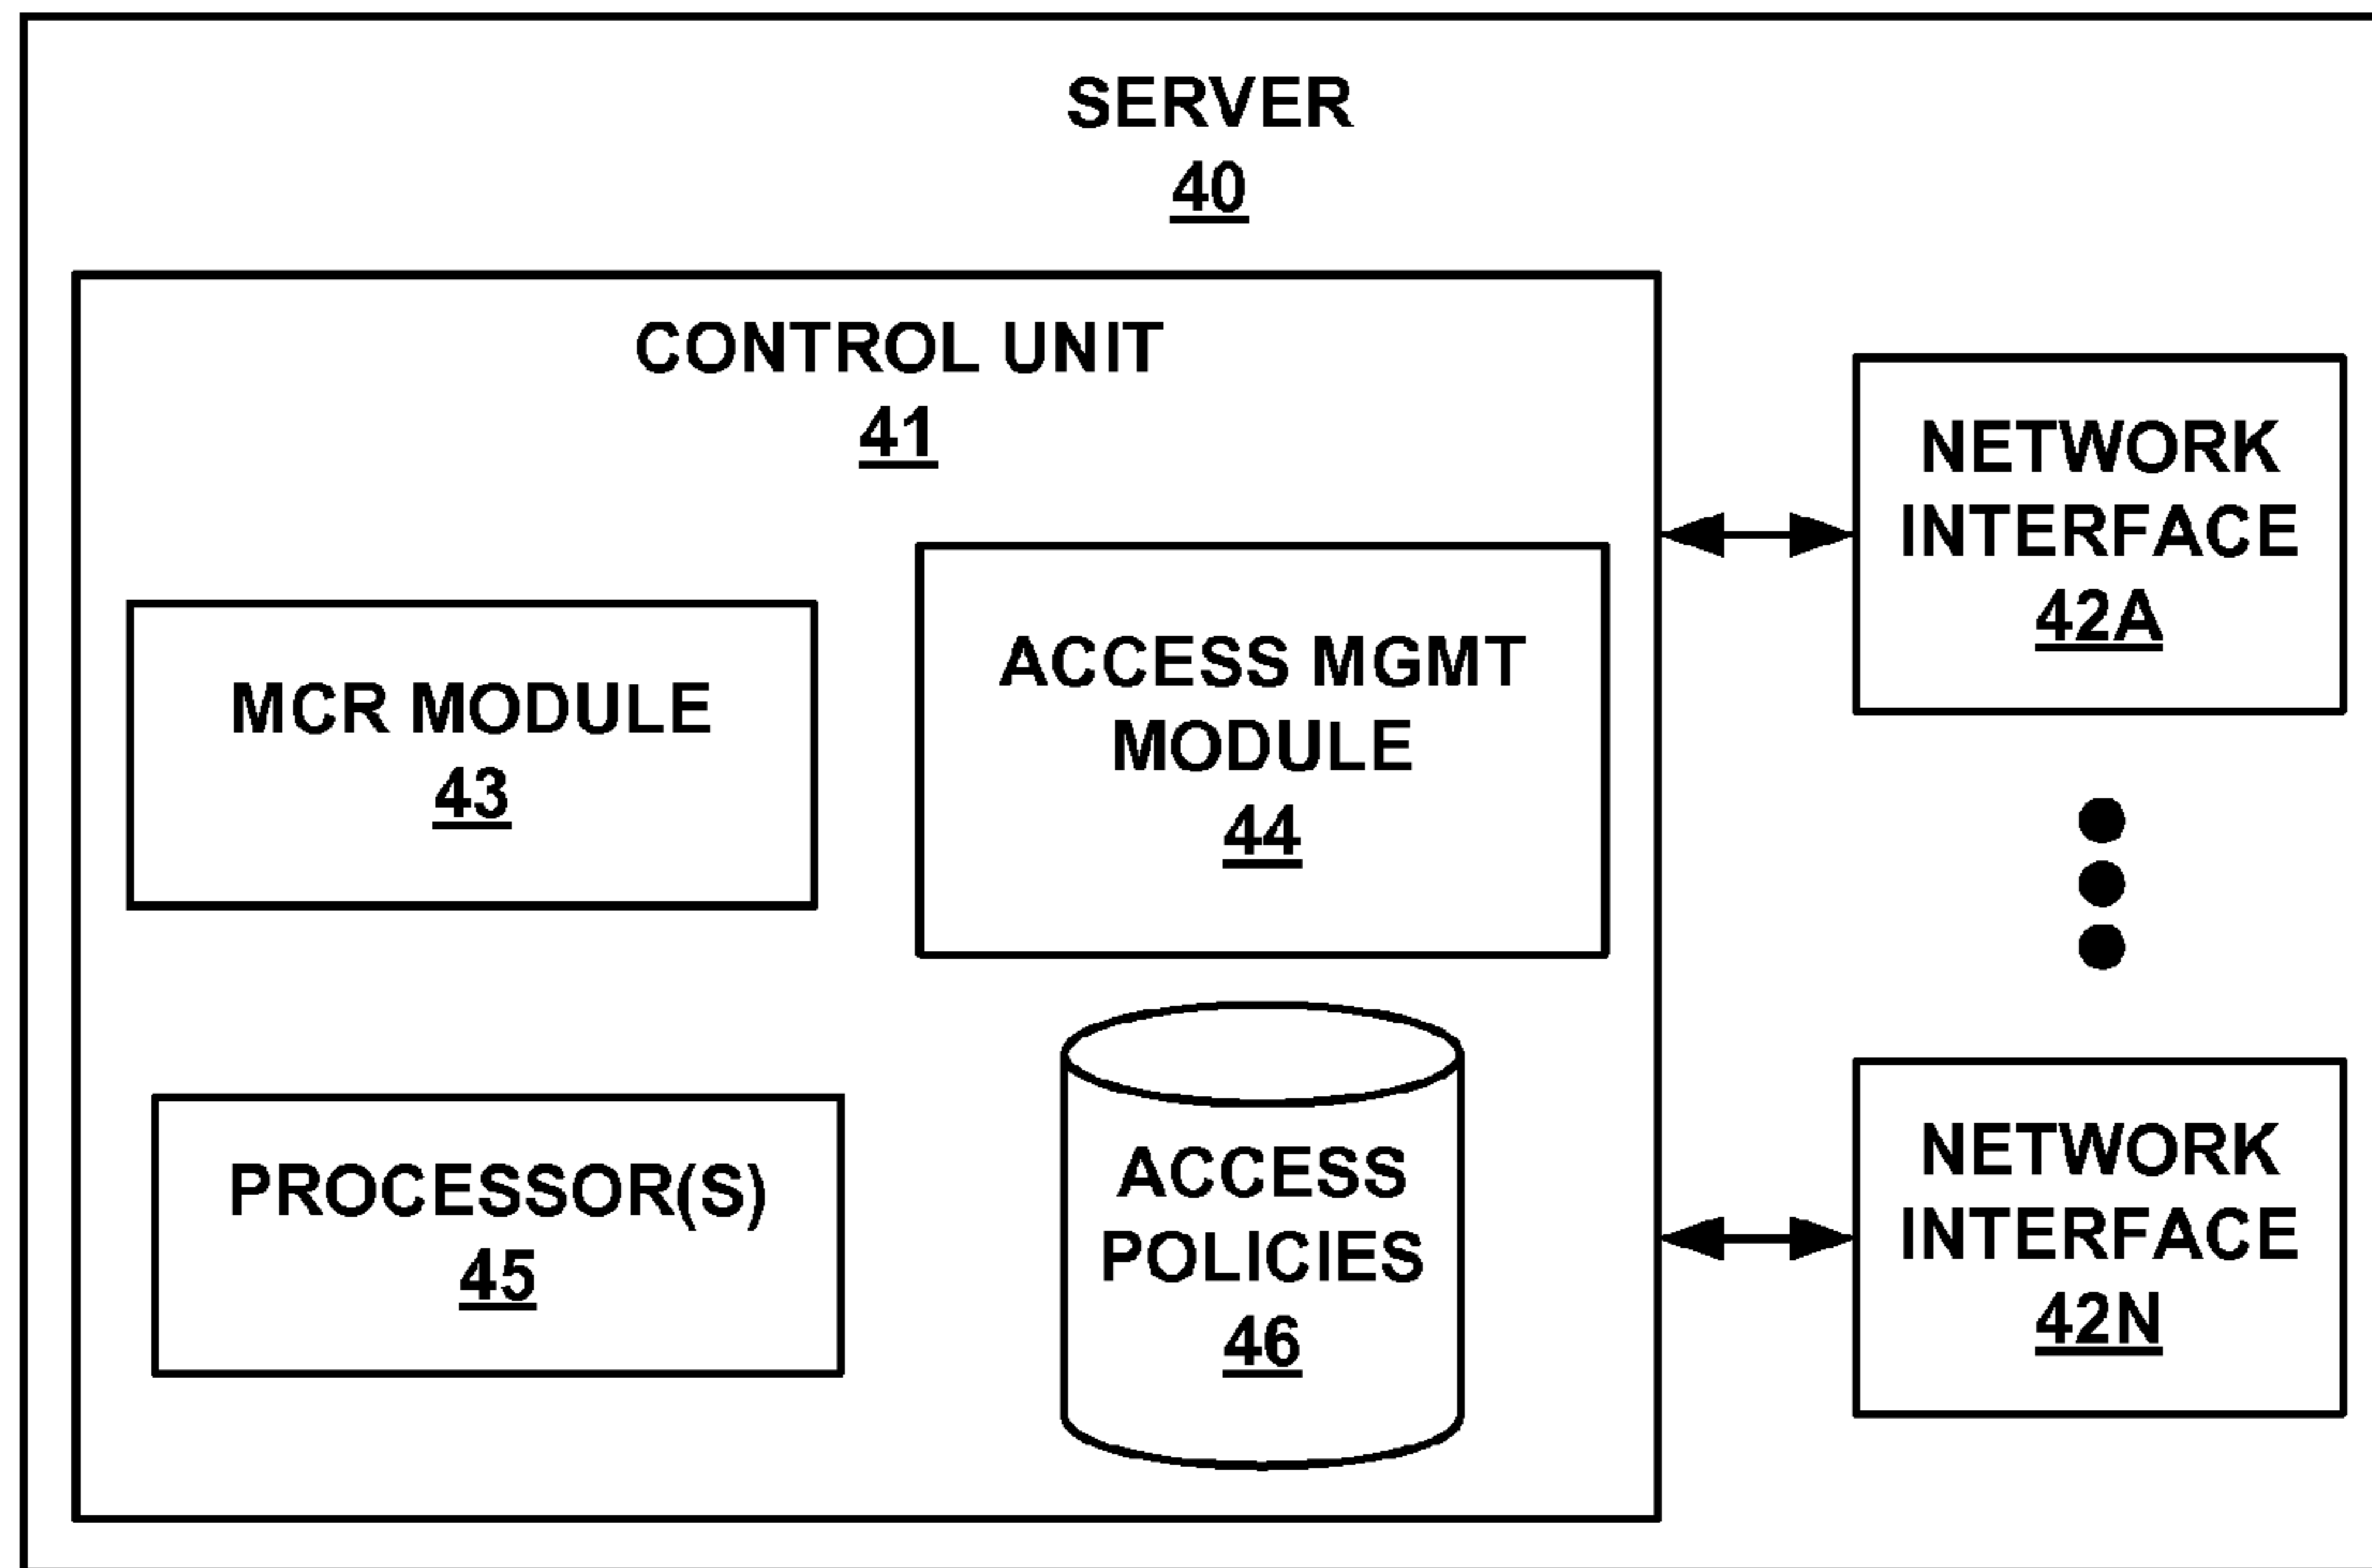 SERVER
40
CONTROL UNIT
41
MCR MODULE
43
ACCESS MGMT
MODULE
44
PROCESSOR(S)
45
ACCESS
POLICIES
46
NETWORK
INTERFACE
42A
NETWORK
INTERFACE
42N